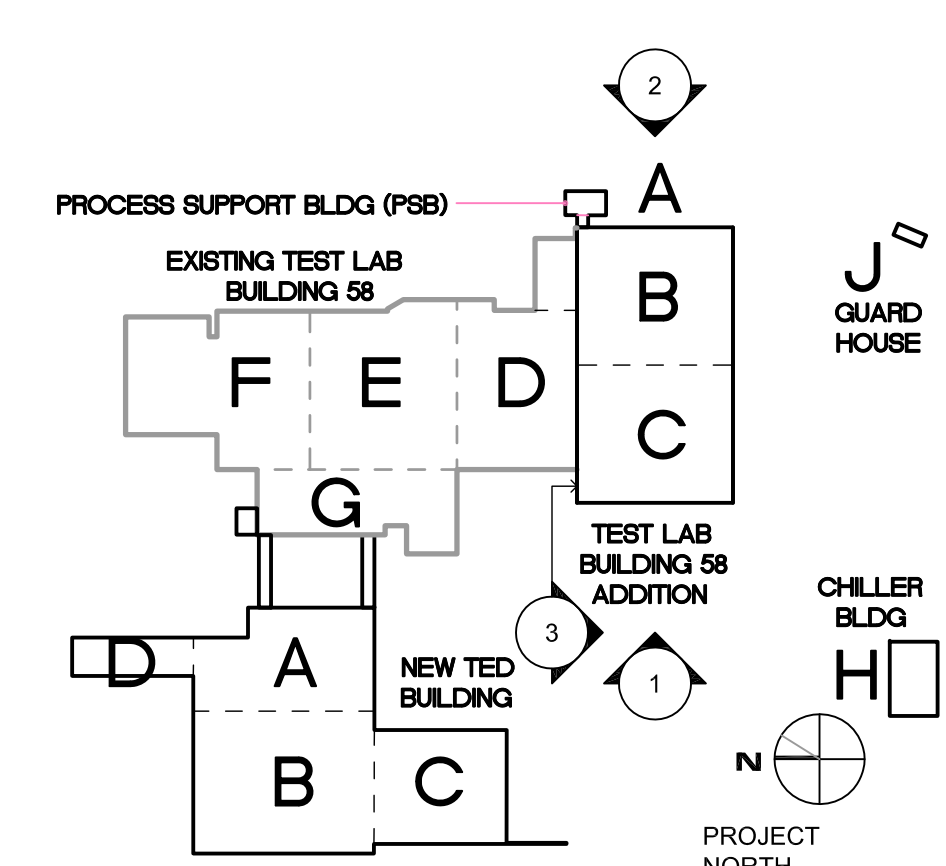 2
A
PROCESS SUPPORT BLDG (PSB)
EXISTING TEST LAB
BUILDING 58
B
J
GUARD
HOUSE
F
E
D
C
G
TEST LAB
BUILDING 58
ADDITION
CHILLER
BLDG
3
D
A
NEW TED
BUILDING
1
H
N
B
C
PROJECT
NORTH